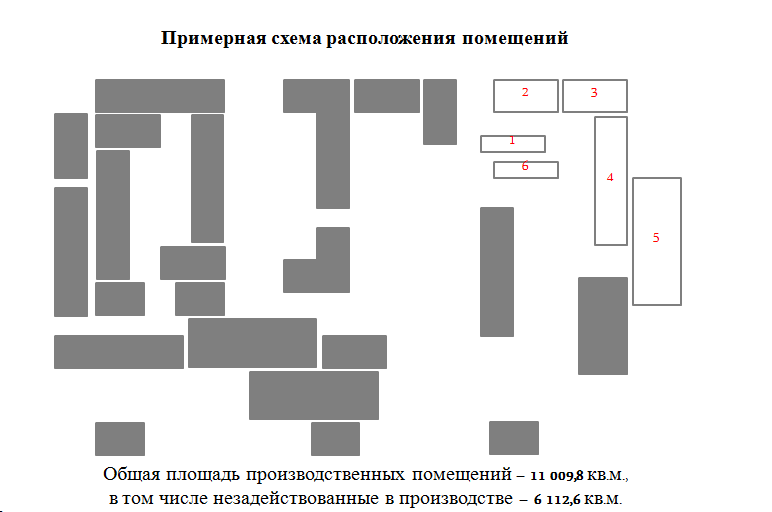 Примерная схема расположения помещений
2
3
1
6
4
5
Общая площадь производственных помещений – 11 009,8 кв.м.,
в том числе незадействованные в производстве – 6 112,6 кв.м.